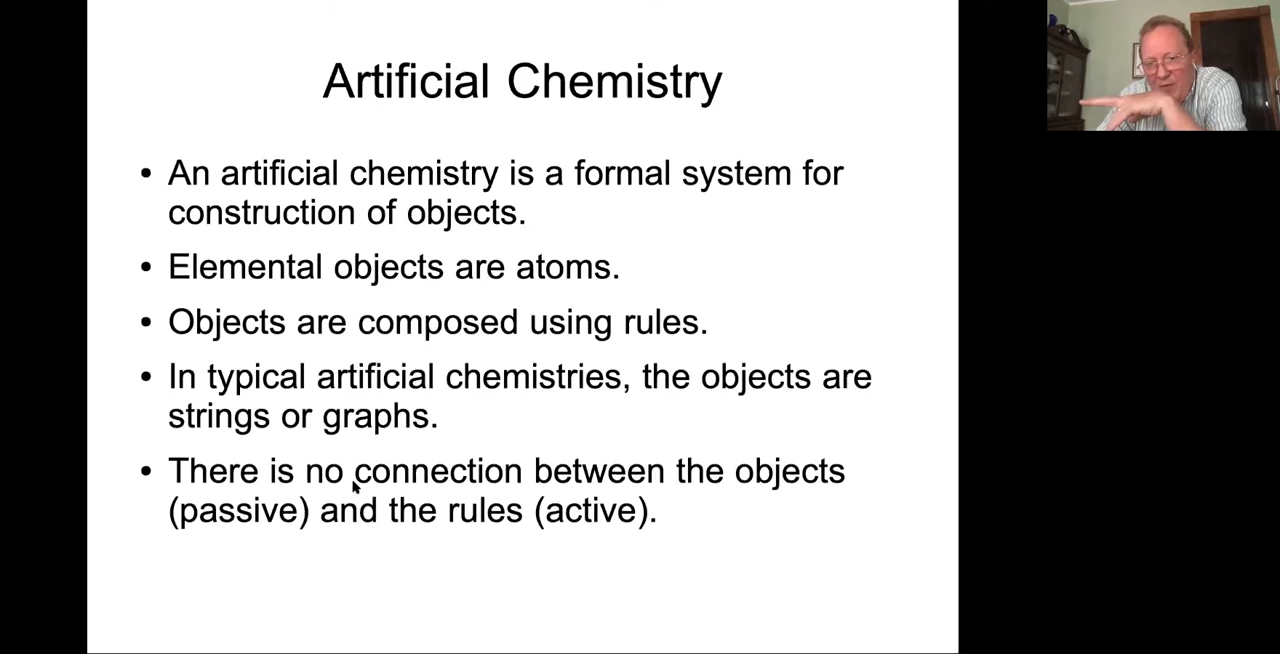 Artificial Chemistry
• An artificial chemistry is a formal system for
construction of objects.
• Elemental objects are atoms.
• Objects are composed using rules.
• In typical artificial chemistries, the objects are
strings or graphs.
• There is no connection between the objects
(passive) and the rules (active).